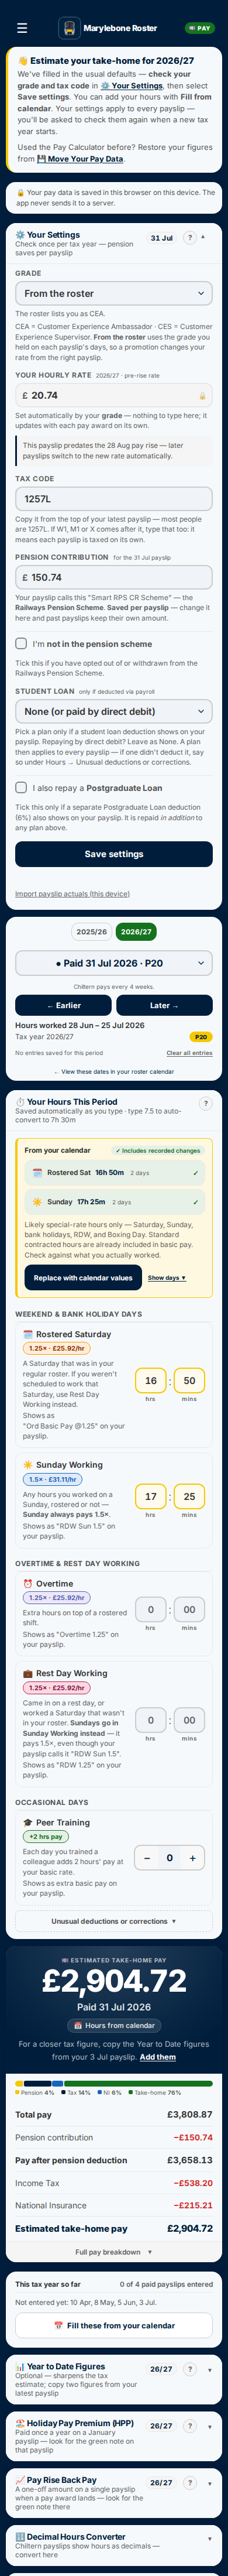 ☰ Marylebone Roster PAY
👋 Estimate your take-home for 2026/27
We've filled in the usual defaults — check your
grade and tax code in ⚙️ Your Settings, then select
Save settings. You can add your hours with Fill from
calendar. Your settings apply to every payslip —
you'll be asked to check them again when a new tax
year starts.
Used the Pay Calculator before? Restore your figures
from 💾 Move Your Pay Data.
🔒 Your pay data is saved in this browser on this device. The
app never sends it to a server.
⚙️ Your Settings
Check once per tax year — pension
saves per payslip
31 Jul ? ▲
GRADE
From the roster
The roster lists you as CEA.
CEA = Customer Experience Ambassador · CES = Customer
Experience Supervisor. From the roster uses the grade you
held on each payslip's days, so a promotion changes your
rate from the right payslip.
YOUR HOURLY RATE 2026/27 · pre-rise rate
£ 20.74
Set automatically by your grade — nothing to type here; it
updates with each pay award on its own.
This payslip predates the 28 Aug pay rise — later
payslips switch to the new rate automatically.
TAX CODE
1257L
Copy it from the top of your latest payslip — most people
are 1257L. If W1, M1 or X comes after it, type that too: it
means each payslip is taxed on its own.
PENSION CONTRIBUTION for the 31 Jul payslip
£ 150.74
Your payslip calls this "Smart RPS CR Scheme" — the
Railways Pension Scheme. Saved per payslip — change it
here and past payslips keep their own amount.
I'm not in the pension scheme
Tick this if you have opted out of or withdrawn from the
Railways Pension Scheme.
STUDENT LOAN only if deducted via payroll
None (or paid by direct debit)
Pick a plan only if a student loan deduction shows on your
payslip. Repaying by direct debit? Leave as None. A plan
then applies to every payslip — if one didn't deduct it, say
so under Hours → Unusual deductions or corrections.
I also repay a Postgraduate Loan
Tick this only if a separate Postgraduate Loan deduction
(6%) also shows on your payslip. It is repaid in addition to
any plan above.
Save settings
Import payslip actuals (this device)
2025/26 2026/27
● Paid 31 Jul 2026 · P20
Chiltern pays every 4 weeks.
← Earlier Later →
Hours worked 28 Jun – 25 Jul 2026
Tax year 2026/27 P20
No entries saved for this period Clear all entries
← View these dates in your roster calendar
⏱️ Your Hours This Period ?
Saved automatically as you type · type 7.5 to auto-
convert to 7h 30m
From your calendar ✓ Includes recorded changes
🗓️ Rostered Sat 16h 50m 2 days ✓
☀️ Sunday 17h 25m 2 days ✓
Likely special-rate hours only — Saturday, Sunday,
bank holidays, RDW, and Boxing Day. Standard
contracted hours are already included in basic pay.
Check against what you actually worked.
Replace with calendar values Show days ▼
WEEKEND & BANK HOLIDAY DAYS
🗓️ Rostered Saturday
1.25× · £25.92/hr
A Saturday that was in your
regular roster. If you weren't
scheduled to work that
Saturday, use Rest Day
Working instead.
Shows as
"Ord Basic Pay @1.25" on your
payslip.
16 : 50
hrs mins
☀️ Sunday Working
1.5× · £31.11/hr
Any hours you worked on a
Sunday, rostered or not —
Sunday always pays 1.5×.
Shows as "RDW Sun 1.5" on
your payslip.
17 : 25
hrs mins
OVERTIME & REST DAY WORKING
⏰ Overtime
1.25× · £25.92/hr
Extra hours on top of a rostered
shift.
Shows as "Overtime 1.25" on
your payslip.
0 : 00
hrs mins
💼 Rest Day Working
1.25× · £25.92/hr
Came in on a rest day, or
worked a Saturday that wasn't
in your roster. Sundays go in
Sunday Working instead — it
pays 1.5×, even though your
payslip calls it "RDW Sun 1.5".
Shows as "RDW 1.25" on your
payslip.
0 : 00
hrs mins
OCCASIONAL DAYS
🎓 Peer Training
+2 hrs pay
Each day you trained a
colleague adds 2 hours' pay at
your basic rate.
Shows as extra basic pay on
your payslip.
− 0 +
Unusual deductions or corrections ▼
ESTIMATED TAKE-HOME PAY
£2,904.72
Paid 31 Jul 2026
📅 Hours from calendar
For a closer tax figure, copy the Year to Date figures
from your 3 Jul payslip. Add them
Pension 4% Tax 14% NI 6% Take-home 76%
Total pay £3,808.87
Pension contribution −£150.74
Pay after pension deduction £3,658.13
Income Tax −£538.20
National Insurance −£215.21
Estimated take-home pay £2,904.72
Full pay breakdown ▼
This tax year so far 0 of 4 paid payslips entered
Not entered yet: 10 Apr, 8 May, 5 Jun, 3 Jul.
📅 Fill these from your calendar
📊 Year to Date Figures
Optional — sharpens the tax
estimate; copy two figures from your
latest payslip
26/27 ? ▼
🏖️ Holiday Pay Premium (HPP)
Paid once a year on a January
payslip — look for the green note on
that payslip
26/27 ? ▼
📈 Pay Rise Back Pay
A one-off amount on a single payslip
when a pay award lands — look for the
green note there
26/27 ? ▼
🔢 Decimal Hours Converter
Chiltern payslips show hours as decimals —
convert here
▼